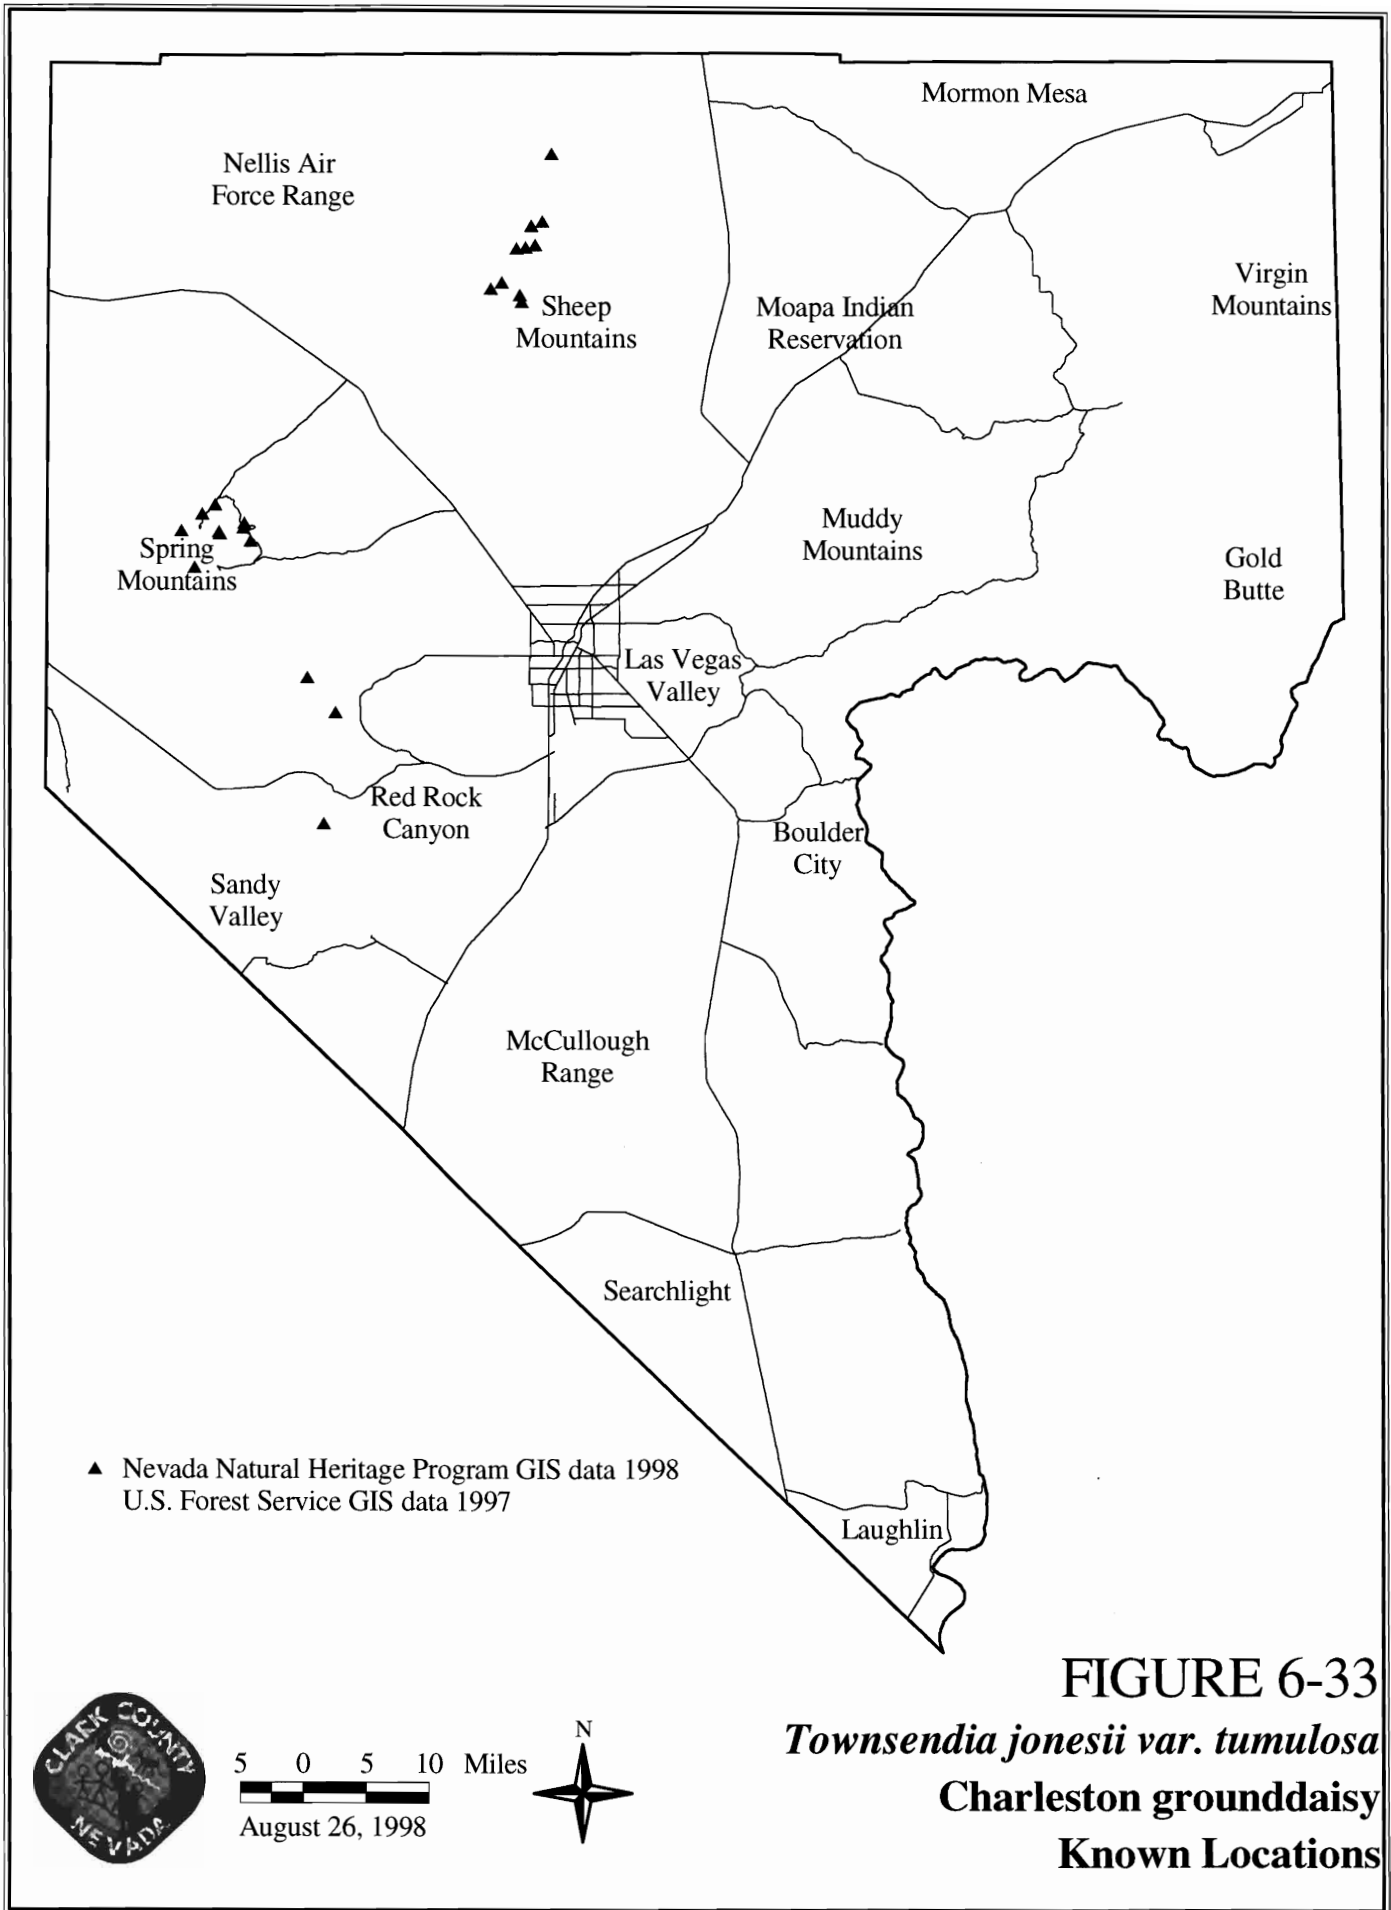 Mormon Mesa
Nellis Air
Force Range
Virgin
Mountains
Sheep
Mountains
Moapa Indian
Reservation
Muddy
Mountains
Spring
Mountains
Gold
Butte
Las Vegas
Valley
Red Rock
Canyon
Boulder
City
Sandy
Valley
McCullough
Range
Searchlight
▲ Nevada Natural Heritage Program GIS data 1998
U.S. Forest Service GIS data 1997
Laughlin
FIGURE 6-33
Townsendia jonesii var. tumulosa
Charleston grounddaisy
Known Locations
CLARK COUNTY
NEVADA
5 0 5 10 Miles
August 26, 1998
N